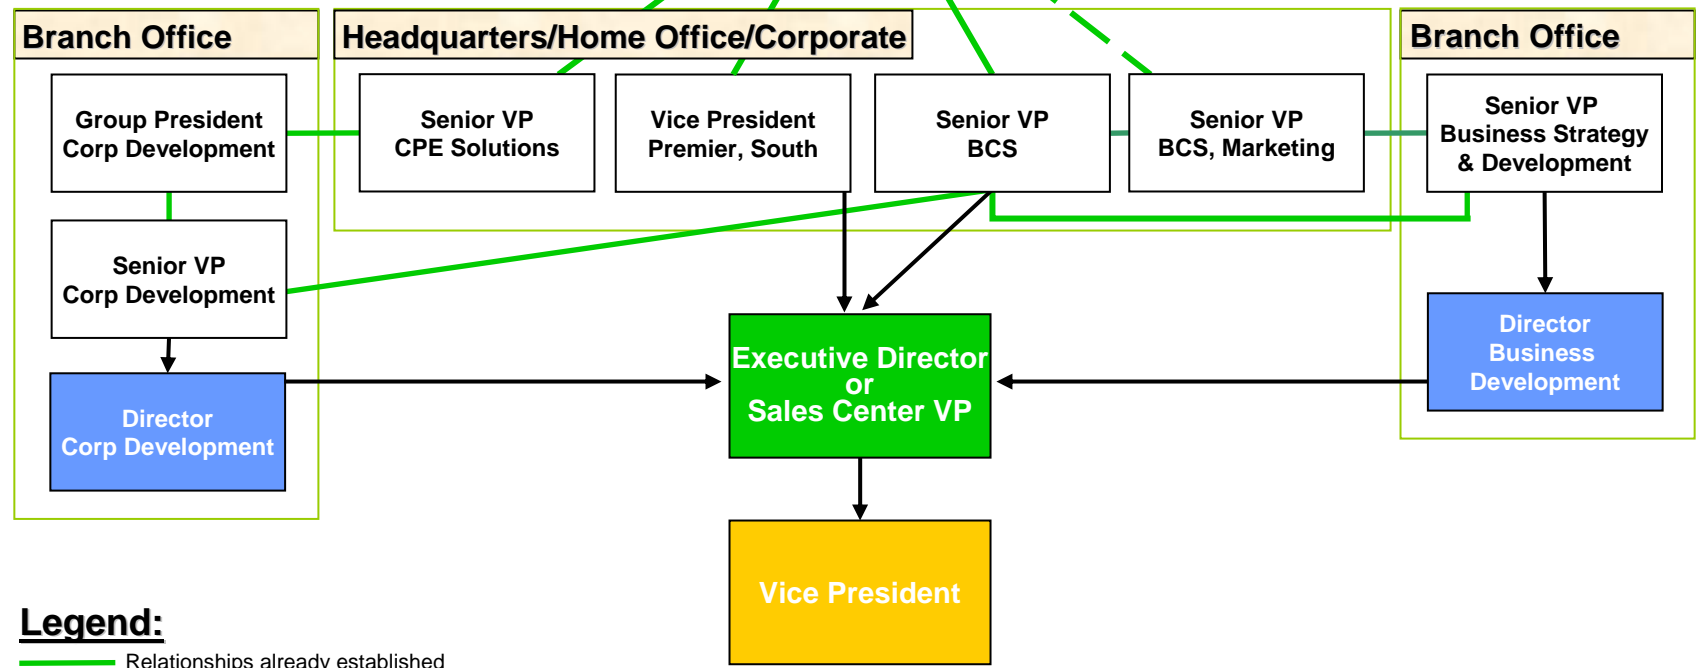 Branch Office
Headquarters/Home Office/Corporate
Branch Office
Group President
Corp Development
Senior VP
CPE Solutions
Vice President
Premier, South
Senior VP
BCS
Senior VP
BCS, Marketing
Senior VP
Business Strategy
& Development
Senior VP
Corp Development
Director
Corp Development
Executive Director
or
Sales Center VP
Director
Business
Development
Vice President
Legend:
Relationships already established